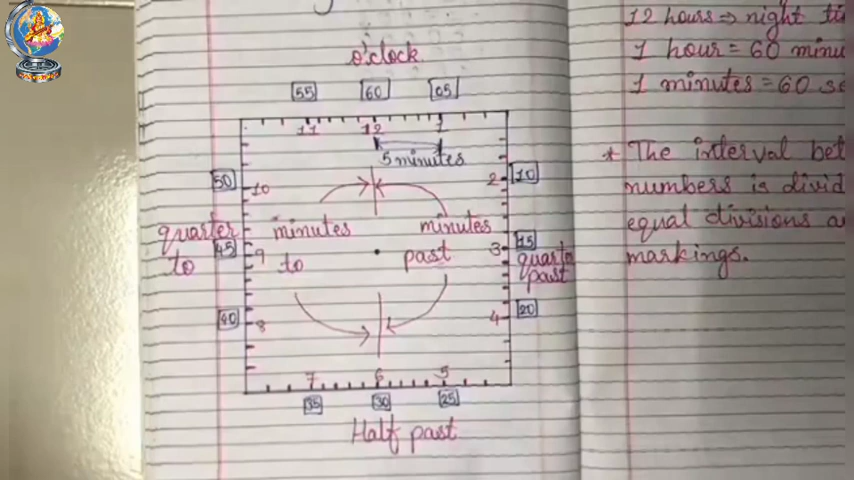 o'clock
55 60 05
11 12 1
5 minutes
50 10 2 10
quarter minutes minutes 15
45 9 3
to to past quarter
past
40 8 4 20
7 6 5
35 30 25
Half past
12 hours ⇒ night
1 hour = 60
1 minutes = 60
* The interval
numbers is
equal divisions
markings.